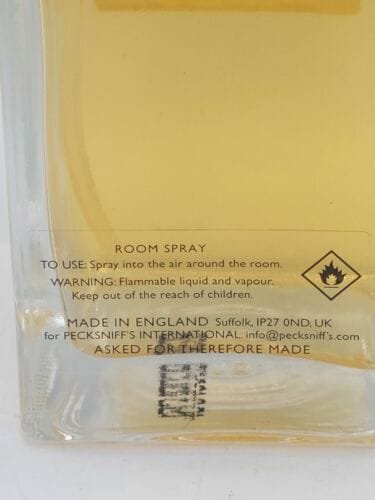 ROOM SPRAY
TO USE: Spray into the air around the room.
WARNING: Flammable liquid and vapour.
Keep out of the reach of children.
MADE IN ENGLAND Suffolk, IP27 0ND, UK
for PECKSNIFF'S INTERNATIONAL. info@pecksniff's.com
ASKED FOR THEREFORE MADE